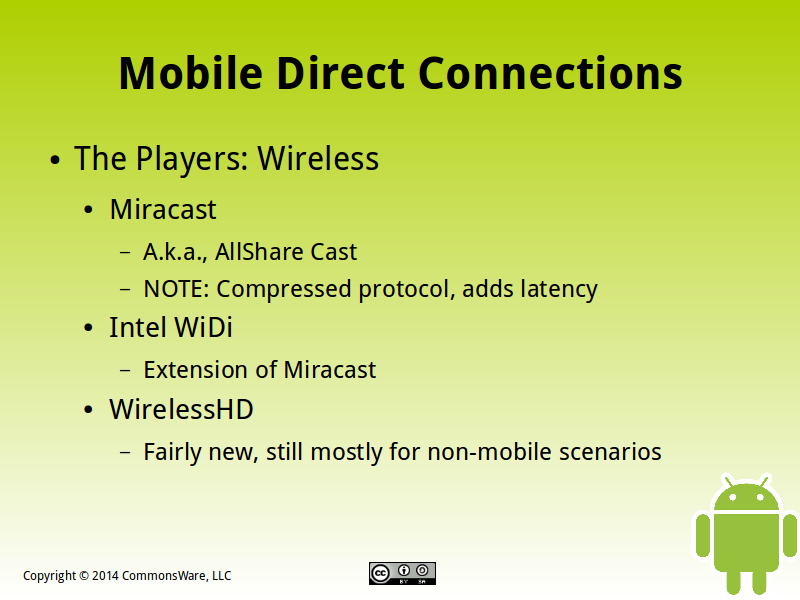 Mobile Direct Connections
● The Players: Wireless
● Miracast
– A.k.a., AllShare Cast
– NOTE: Compressed protocol, adds latency
● Intel WiDi
– Extension of Miracast
● WirelessHD
– Fairly new, still mostly for non-mobile scenarios
Copyright © 2014 CommonsWare, LLC
cc BY SA